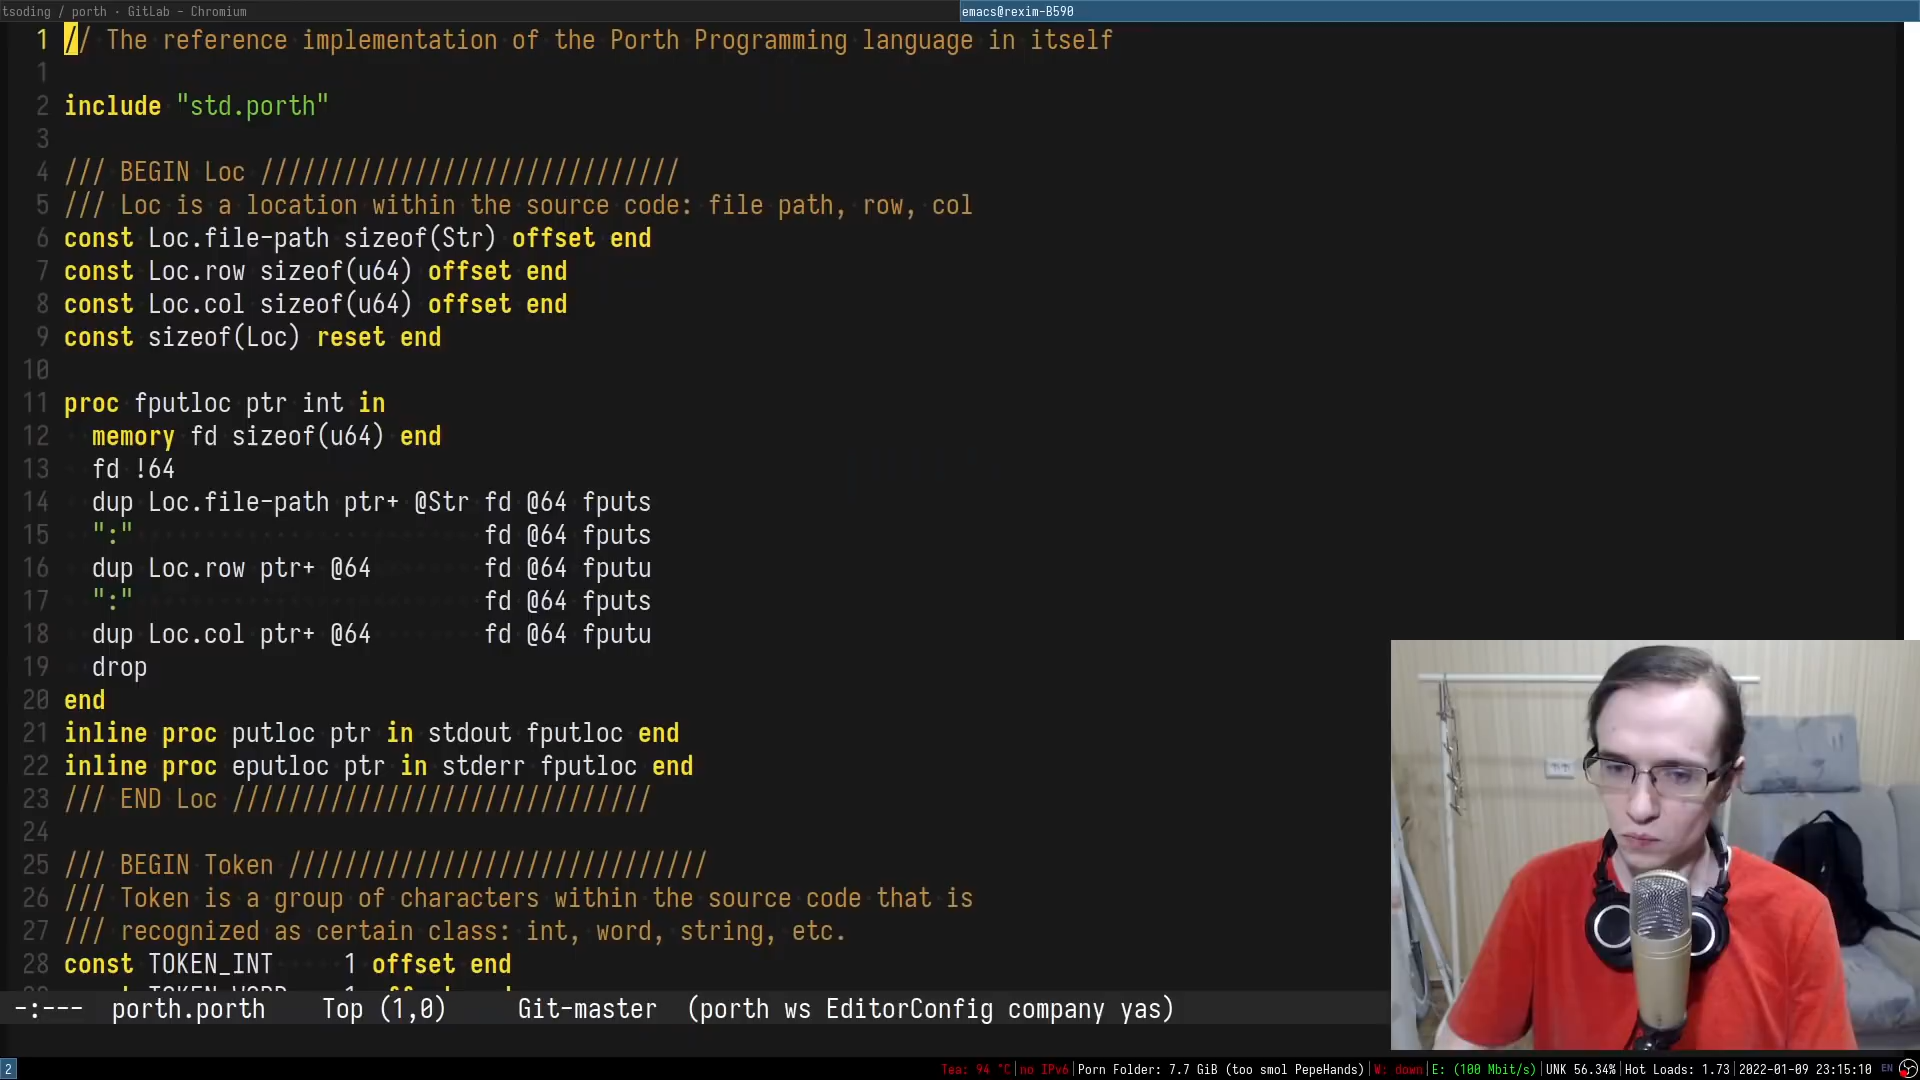 tsoding / porth · GitLab - Chromium
emacs@rexim-B590
1 // The reference implementation of the Porth Programming language in itself
1
2 include "std.porth"
3
4 /// BEGIN Loc //////////////////////////////
5 /// Loc is a location within the source code: file path, row, col
6 const Loc.file-path sizeof(Str) offset end
7 const Loc.row sizeof(u64) offset end
8 const Loc.col sizeof(u64) offset end
9 const sizeof(Loc) reset end
10
11 proc fputloc ptr int in
12   memory fd sizeof(u64) end
13   fd !64
14   dup Loc.file-path ptr+ @Str fd @64 fputs
15   ":"                         fd @64 fputs
16   dup Loc.row ptr+ @64        fd @64 fputu
17   ":"                         fd @64 fputs
18   dup Loc.col ptr+ @64        fd @64 fputu
19   drop
20 end
21 inline proc putloc ptr in stdout fputloc end
22 inline proc eputloc ptr in stderr fputloc end
23 /// END Loc //////////////////////////////
24
25 /// BEGIN Token //////////////////////////////
26 /// Token is a group of characters within the source code that is
27 /// recognized as certain class: int, word, string, etc.
28 const TOKEN_INT     1 offset end
-:---  porth.porth    Top (1,0)     Git-master  (porth ws EditorConfig company yas)
2
Tea: 94 °C|no IPv6|Porn Folder: 7.7 GiB (too smol PepeHands)|W: down|E: (100 Mbit/s)|UNK 56.34%|Hot Loads: 1.73|2022-01-09 23:15:10 EN